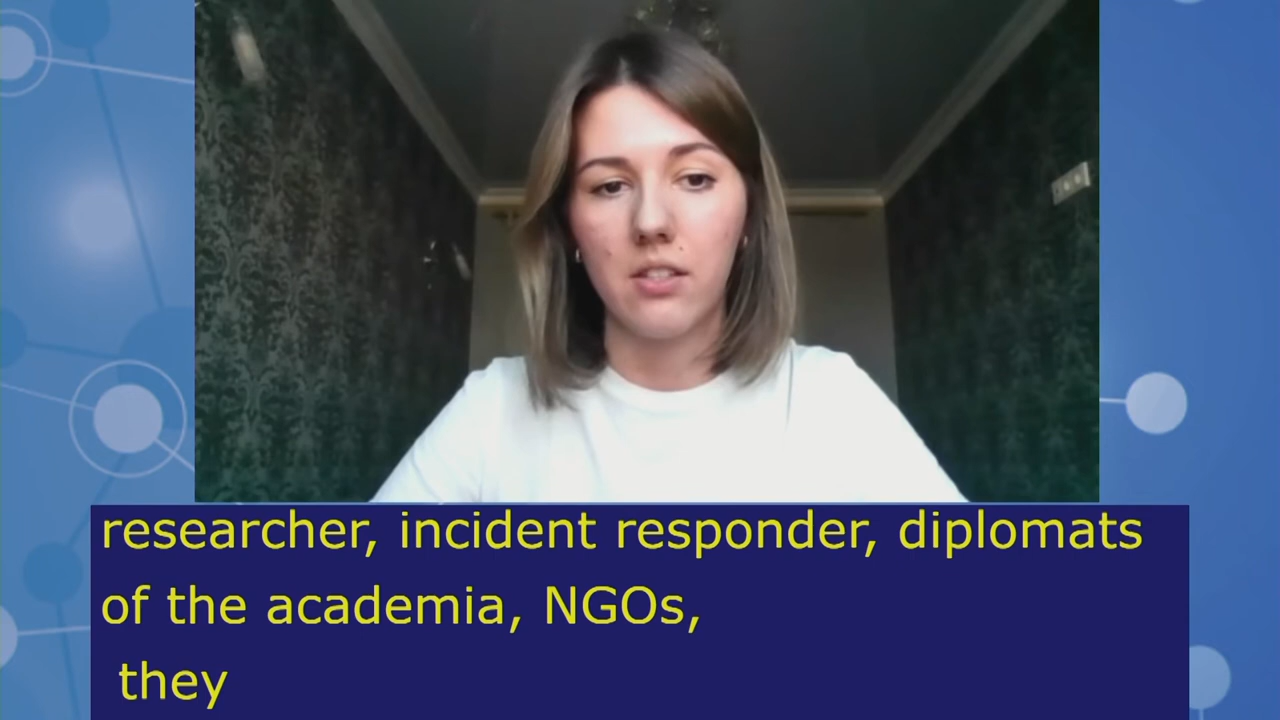 researcher, incident responder, diplomats
of the academia, NGOs,
they